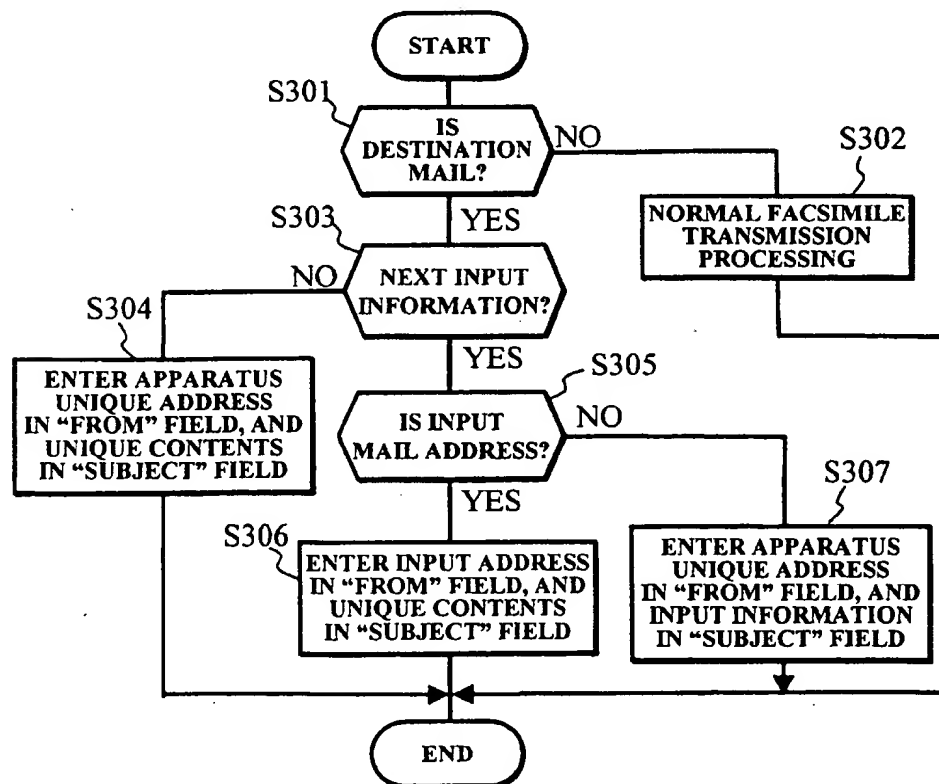 START
S301
IS
DESTINATION
MAIL?
NO
S302
NORMAL FACSIMILE
TRANSMISSION
PROCESSING
YES
S303
NEXT INPUT
INFORMATION?
NO
S304
ENTER APPARATUS
UNIQUE ADDRESS
IN “FROM” FIELD, AND
UNIQUE CONTENTS
IN “SUBJECT” FIELD
YES
S305
IS INPUT
MAIL ADDRESS?
NO
YES
S306
ENTER INPUT ADDRESS
IN “FROM” FIELD, AND
UNIQUE CONTENTS
IN “SUBJECT” FIELD
S307
ENTER APPARATUS
UNIQUE ADDRESS
IN “FROM” FIELD, AND
INPUT INFORMATION
IN “SUBJECT” FIELD
END